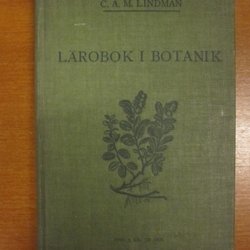 C. A. M. LINDMAN
LÄROBOK I BOTANIK